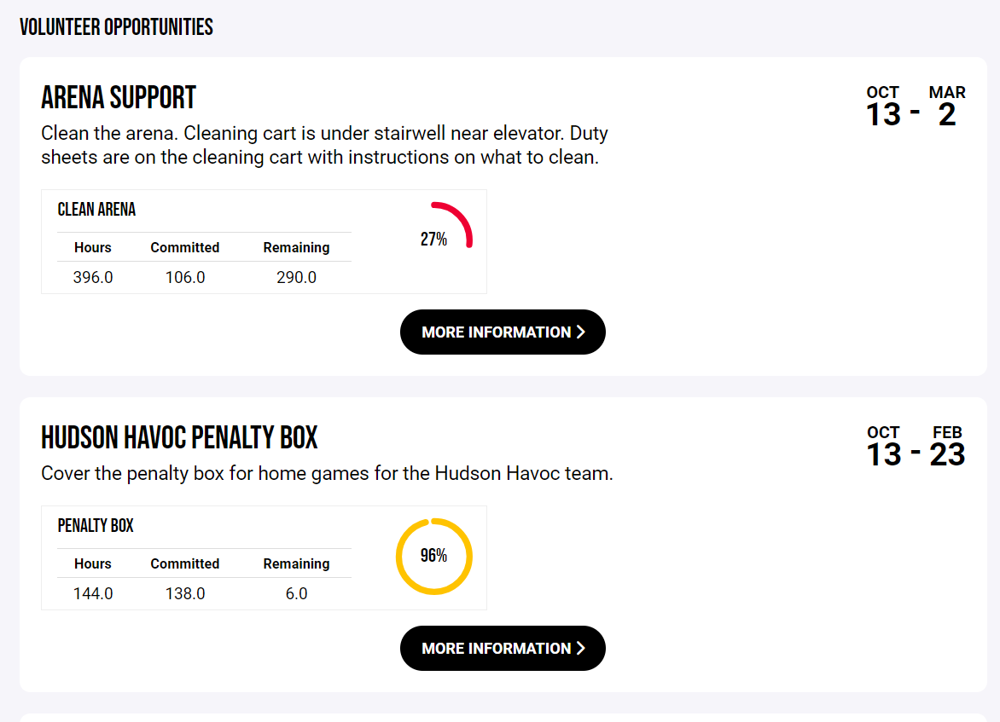 VOLUNTEER OPPORTUNITIES
ARENA SUPPORT
OCT MAR
13 - 2
Clean the arena. Cleaning cart is under stairwell near elevator. Duty
sheets are on the cleaning cart with instructions on what to clean.
CLEAN ARENA
27%
Hours Committed Remaining
396.0 106.0 290.0
MORE INFORMATION
HUDSON HAVOC PENALTY BOX
OCT FEB
13 - 23
Cover the penalty box for home games for the Hudson Havoc team.
PENALTY BOX
96%
Hours Committed Remaining
144.0 138.0 6.0
MORE INFORMATION